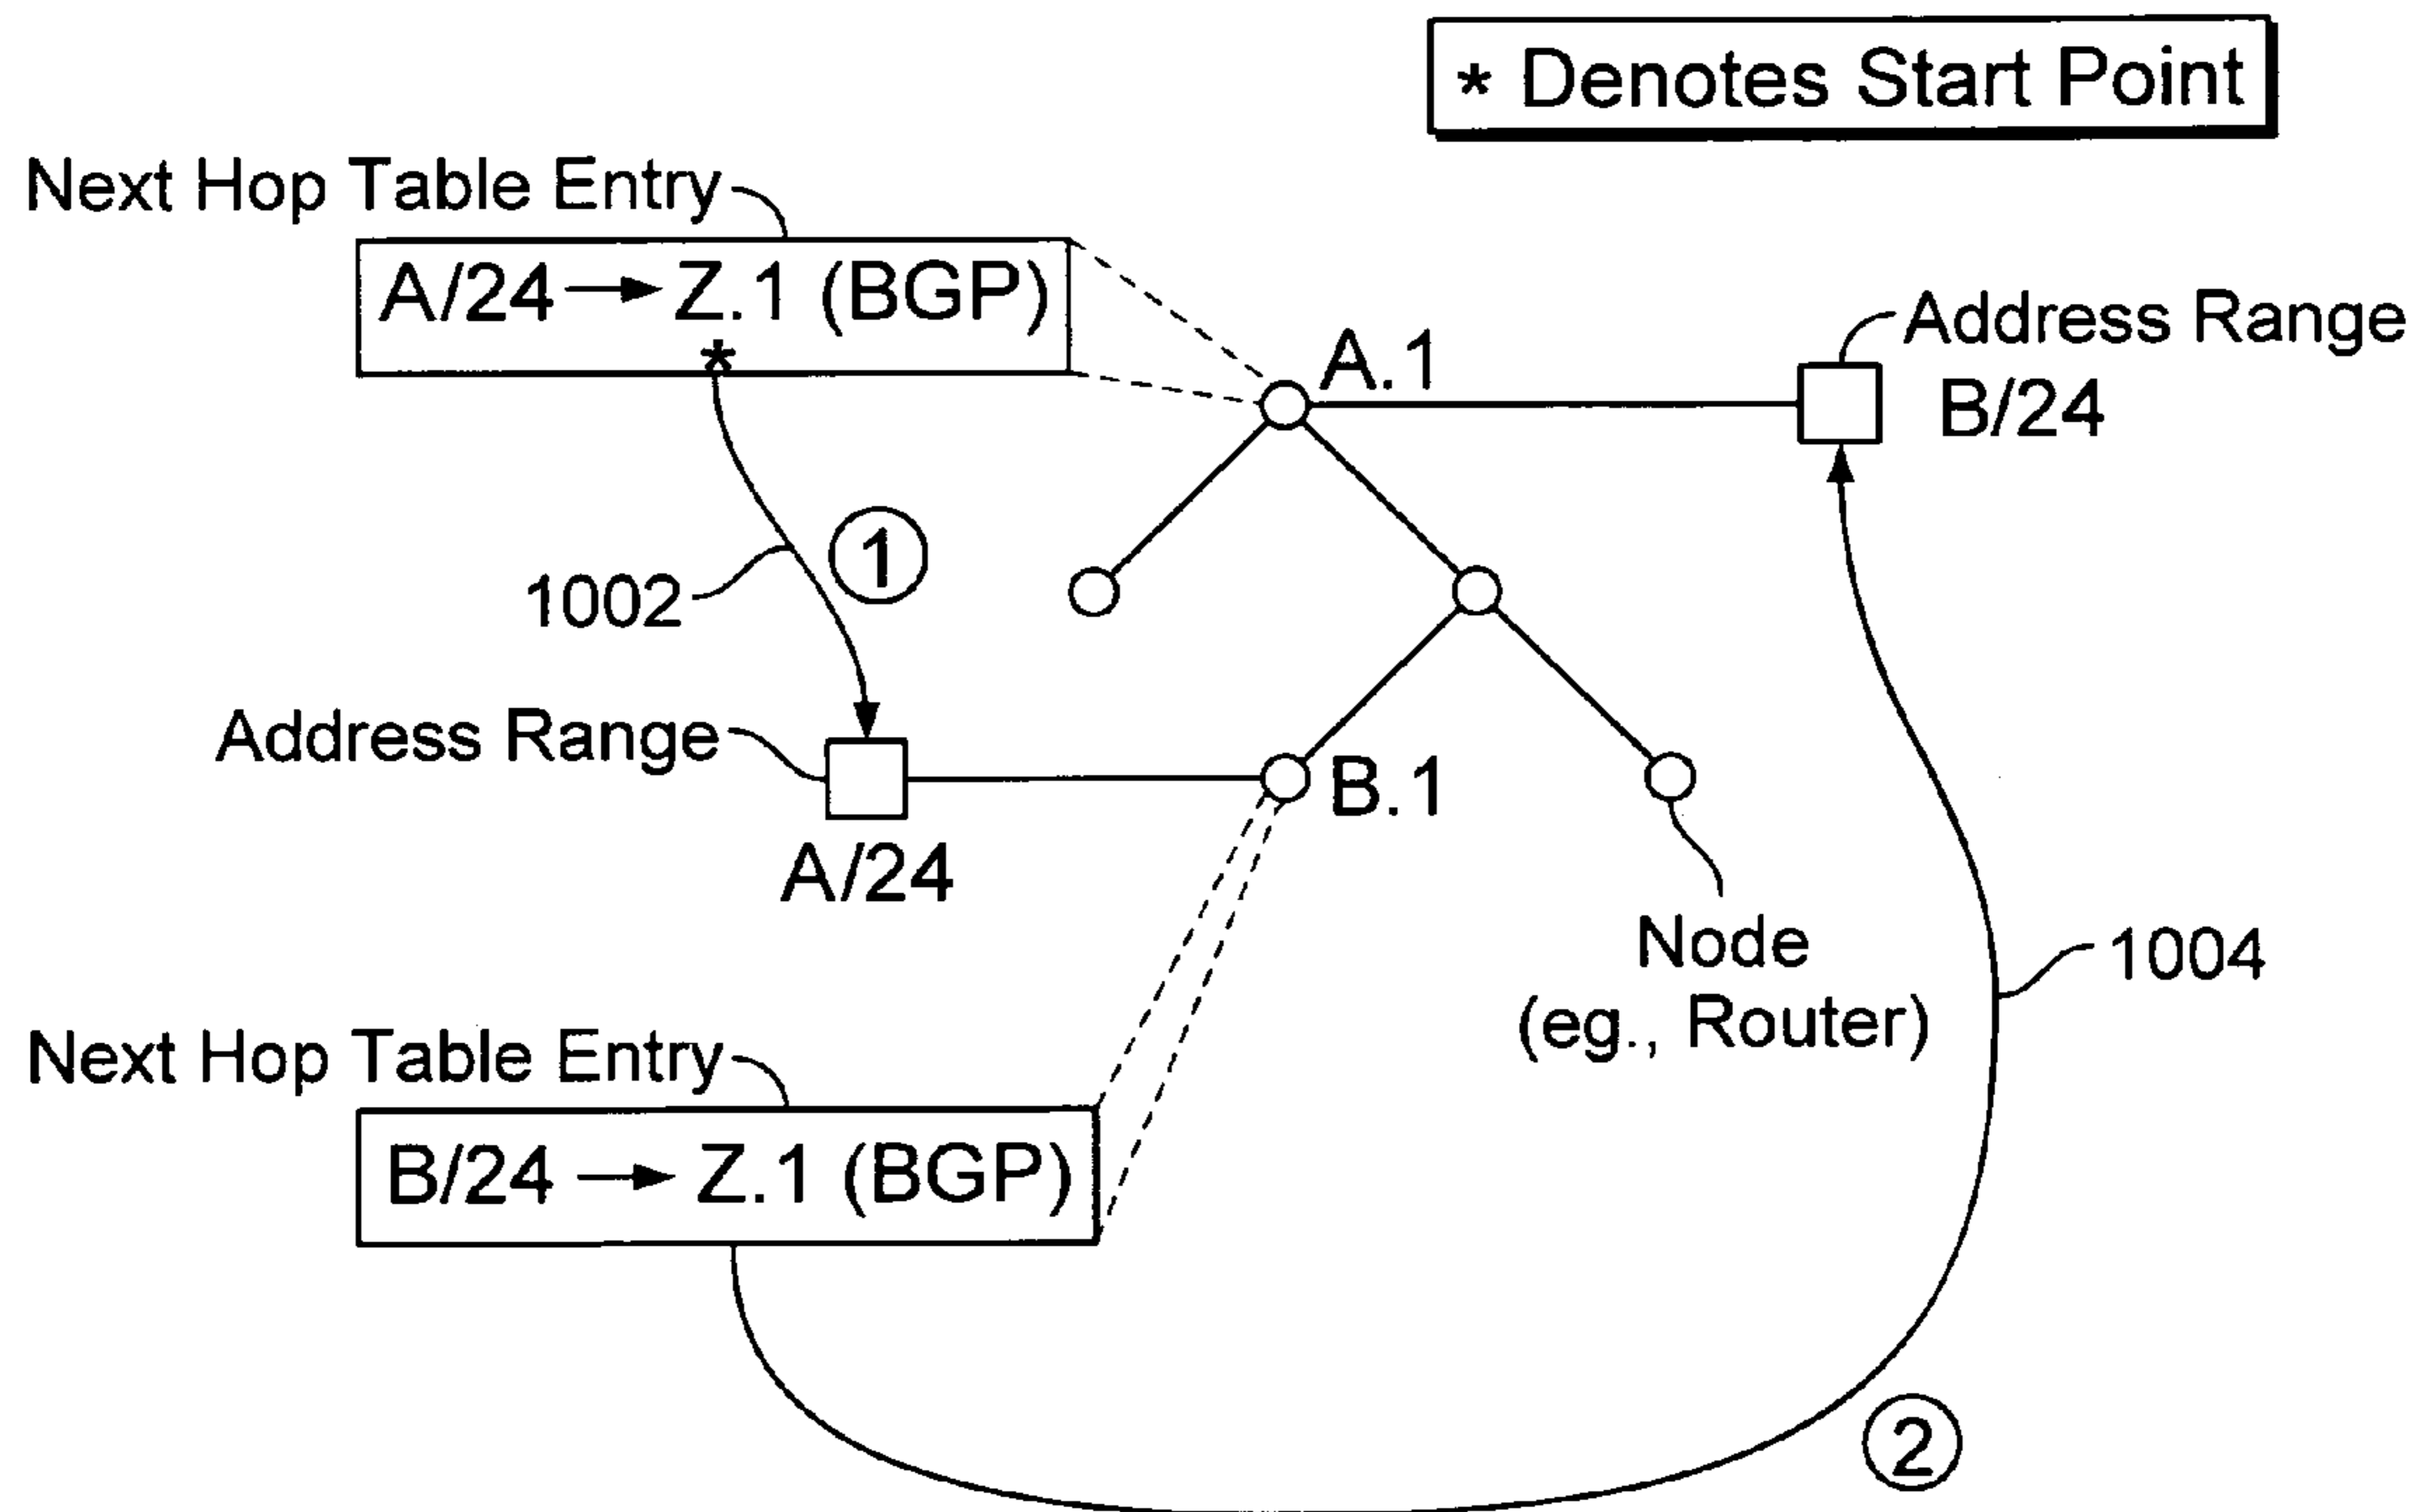 * Denotes Start Point
Next Hop Table Entry
A/24 → Z.1 (BGP)
*
Address Range
A.1
B/24
1
1002
Address Range
B.1
A/24
Node
(eg., Router)
1004
Next Hop Table Entry
B/24 → Z.1 (BGP)
2